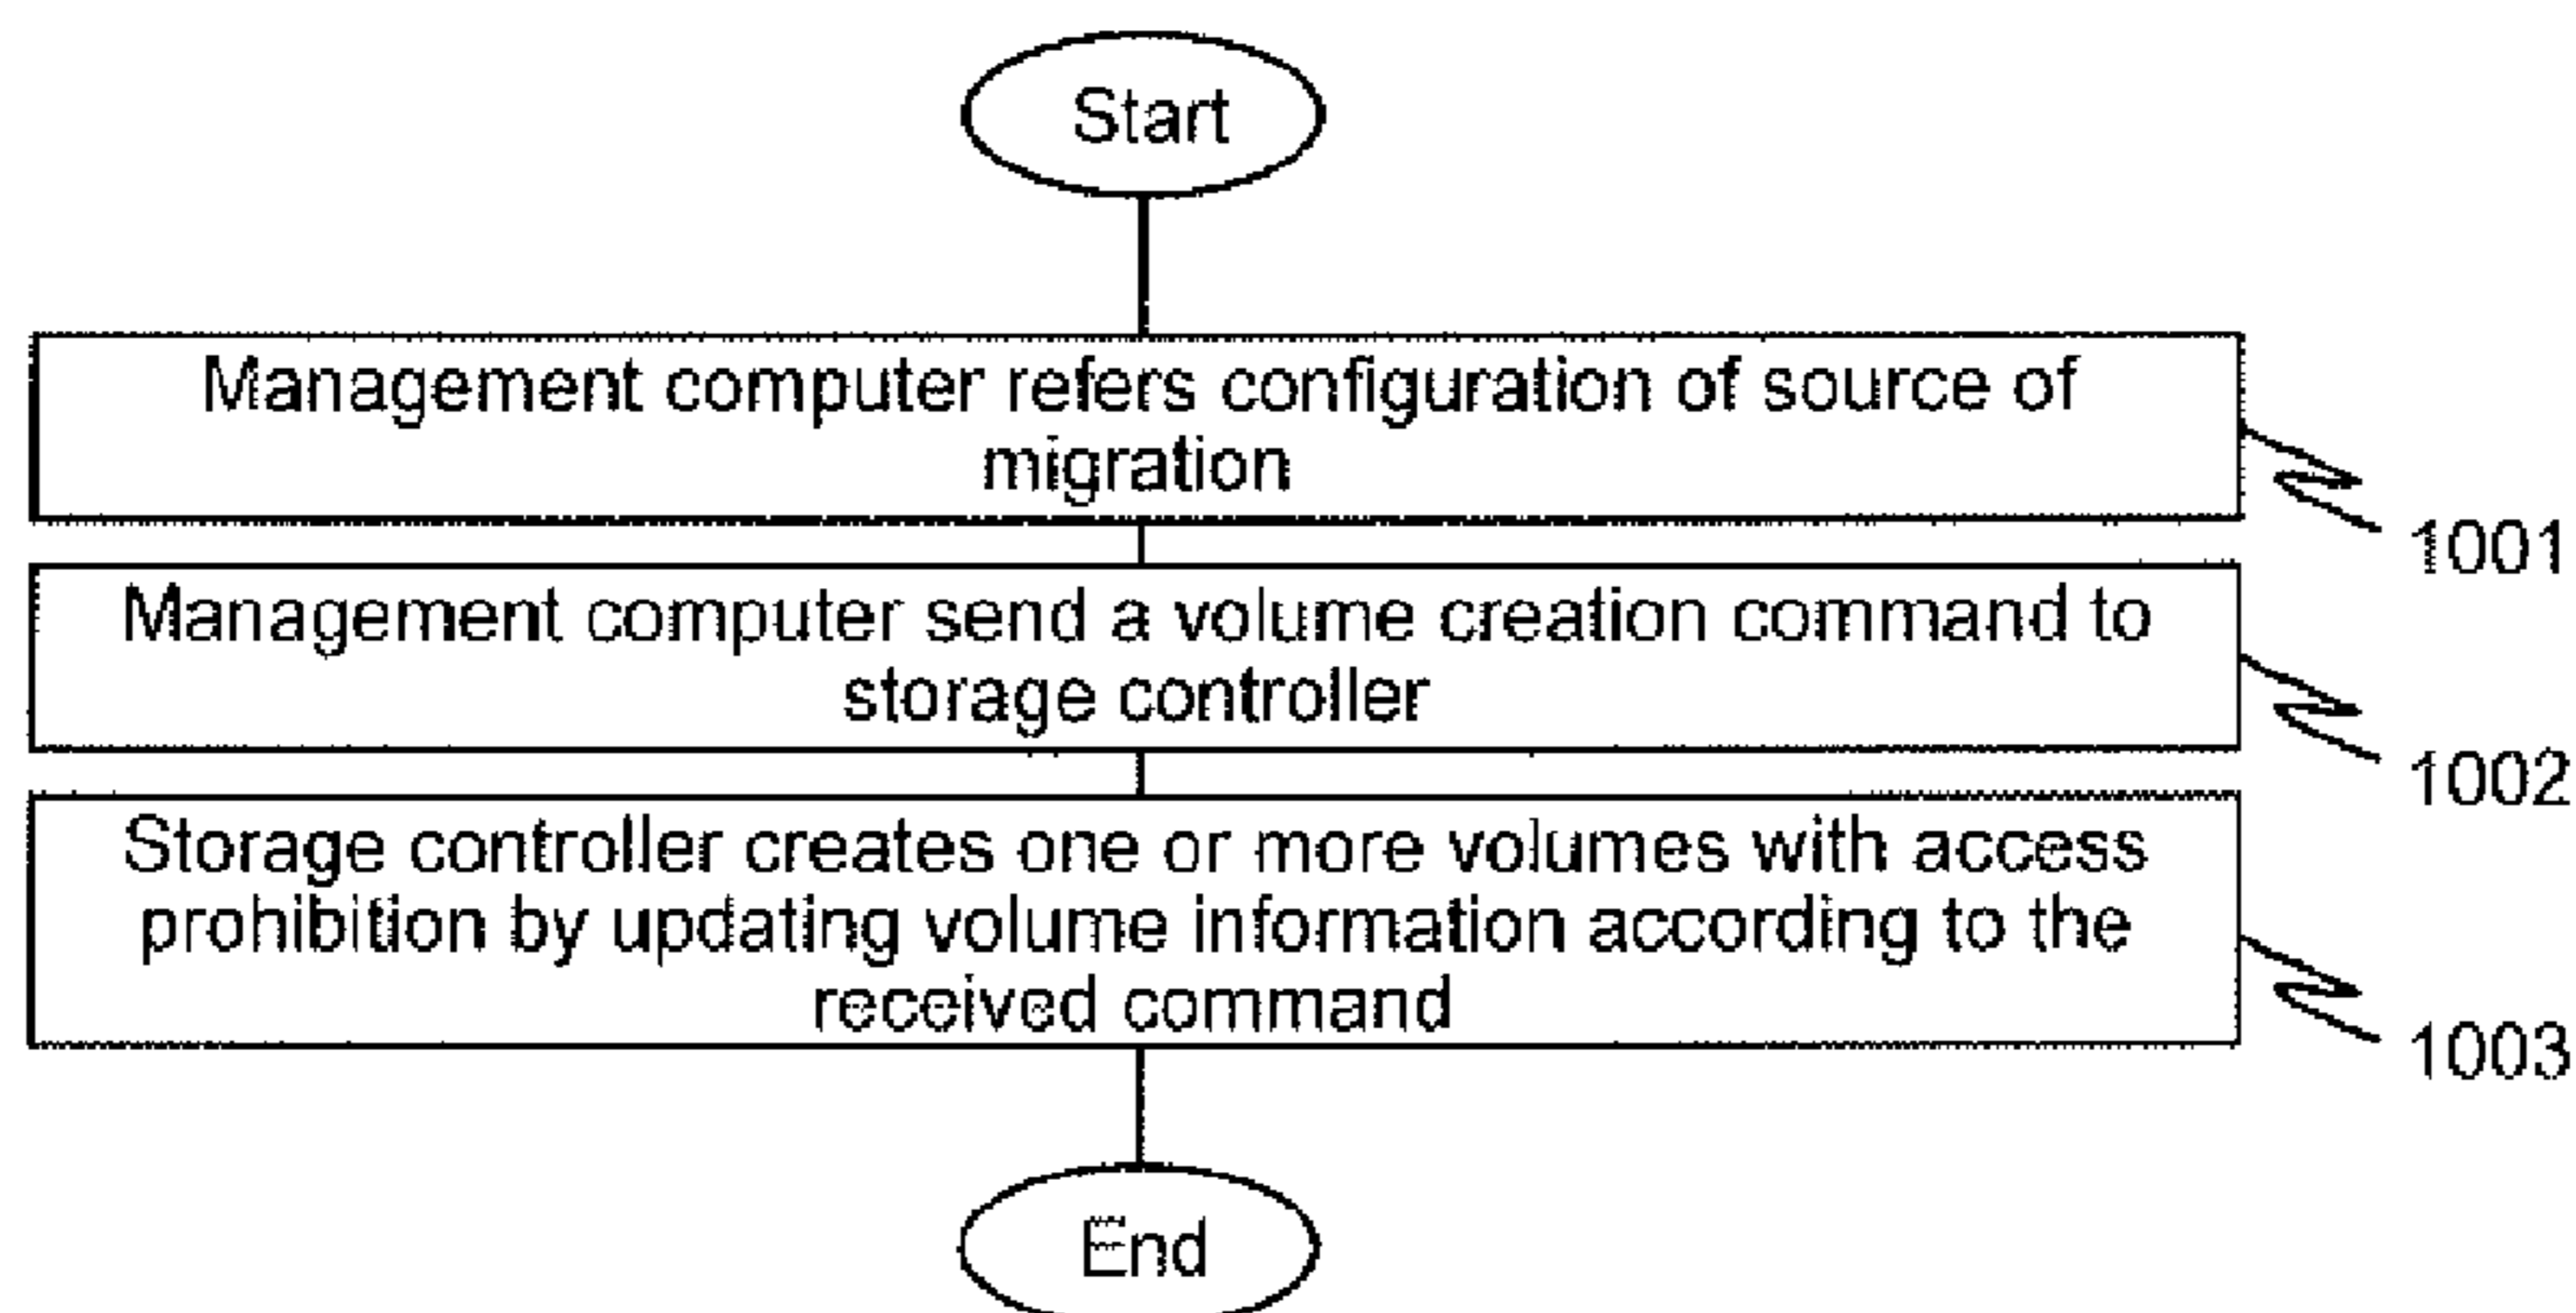 Start
Management computer refers configuration of source of
migration
1001
Management computer send a volume creation command to
storage controller
1002
Storage controller creates one or more volumes with access
prohibition by updating volume information according to the
received command
1003
End